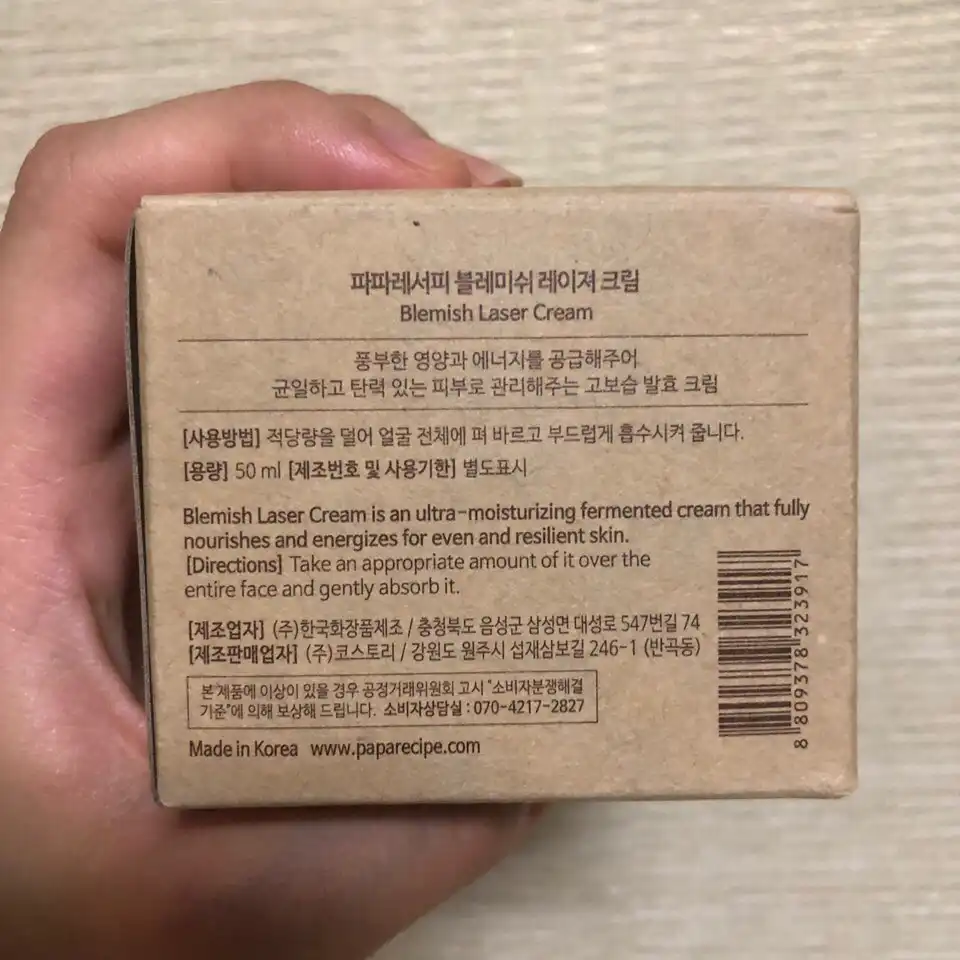 파파레서피 블레미쉬 레이져 크림
Blemish Laser Cream
풍부한 영양과 에너지를 공급해주어
균일하고 탄력 있는 피부로 관리해주는 고보습 발효 크림
[사용방법] 적당량을 덜어 얼굴 전체에 펴 바르고 부드럽게 흡수시켜 줍니다.
[용량] 50 ml [제조번호 및 사용기한] 별도표시
Blemish Laser Cream is an ultra-moisturizing fermented cream that fully
nourishes and energizes for even and resilient skin.
[Directions] Take an appropriate amount of it over the
entire face and gently absorb it.
[제조업자] (주)한국화장품제조 / 충청북도 음성군 삼성면 대성로 547번길 74
[제조판매업자] (주)코스토리 / 강원도 원주시 섭재삼보길 246-1 (반곡동)
본 제품에 이상이 있을 경우 공정거래위원회 고시 "소비자분쟁해결
기준"에 의해 보상해 드립니다. 소비자상담실 : 070-4217-2827
Made in Korea www.paparecipe.com
8 809378 323917